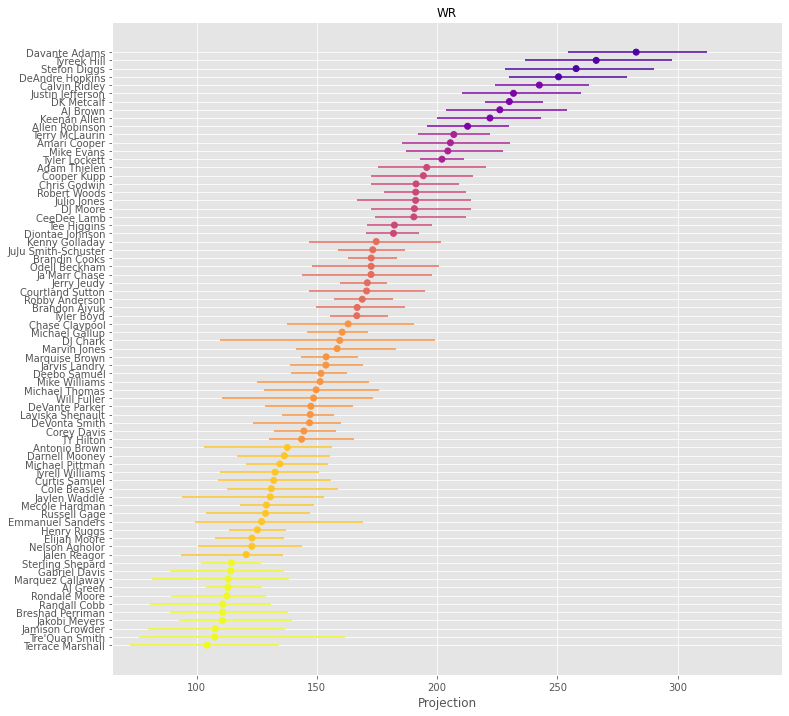 WR
Davante Adams
Tyreek Hill
Stefon Diggs
DeAndre Hopkins
Calvin Ridley
Justin Jefferson
DK Metcalf
AJ Brown
Keenan Allen
Allen Robinson
Terry McLaurin
Amari Cooper
Mike Evans
Tyler Lockett
Adam Thielen
Cooper Kupp
Chris Godwin
Robert Woods
Julio Jones
DJ Moore
CeeDee Lamb
Tee Higgins
Diontae Johnson
Kenny Golladay
JuJu Smith-Schuster
Brandin Cooks
Odell Beckham
Ja'Marr Chase
Jerry Jeudy
Courtland Sutton
Robby Anderson
Brandon Aiyuk
Tyler Boyd
Chase Claypool
Michael Gallup
DJ Chark
Marvin Jones
Marquise Brown
Jarvis Landry
Deebo Samuel
Mike Williams
Michael Thomas
Will Fuller
DeVante Parker
Laviska Shenault
DeVonta Smith
Corey Davis
TY Hilton
Antonio Brown
Darnell Mooney
Michael Pittman
Tyrell Williams
Curtis Samuel
Cole Beasley
Jaylen Waddle
Mecole Hardman
Russell Gage
Emmanuel Sanders
Henry Ruggs
Elijah Moore
Nelson Agholor
Jalen Reagor
Sterling Shepard
Gabriel Davis
Marquez Callaway
AJ Green
Rondale Moore
Randall Cobb
Breshad Perriman
Jakobi Meyers
Jamison Crowder
Tre'Quan Smith
Terrace Marshall
100 150 200 250 300
Projection